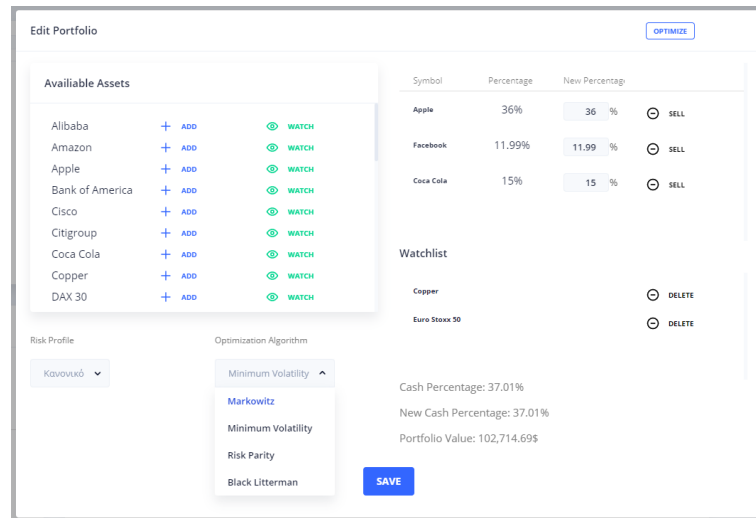 Edit Portfolio
OPTIMIZE
Availiable Assets
Alibaba ADD WATCH
Amazon ADD WATCH
Apple ADD WATCH
Bank of America ADD WATCH
Cisco ADD WATCH
Citigroup ADD WATCH
Coca Cola ADD WATCH
Copper ADD WATCH
DAX 30 ADD WATCH
Symbol Percentage New Percentag
Apple 36% 36 % SELL
Facebook 11.99% 11.99 % SELL
Coca Cola 15% 15 % SELL
Watchlist
Copper DELETE
Euro Stoxx 50 DELETE
Risk Profile
Κανονικό
Optimization Algorithm
Minimum Volatility
Markowitz
Minimum Volatility
Risk Parity
Black Litterman
Cash Percentage: 37.01%
New Cash Percentage: 37.01%
Portfolio Value: 102,714.69$
SAVE